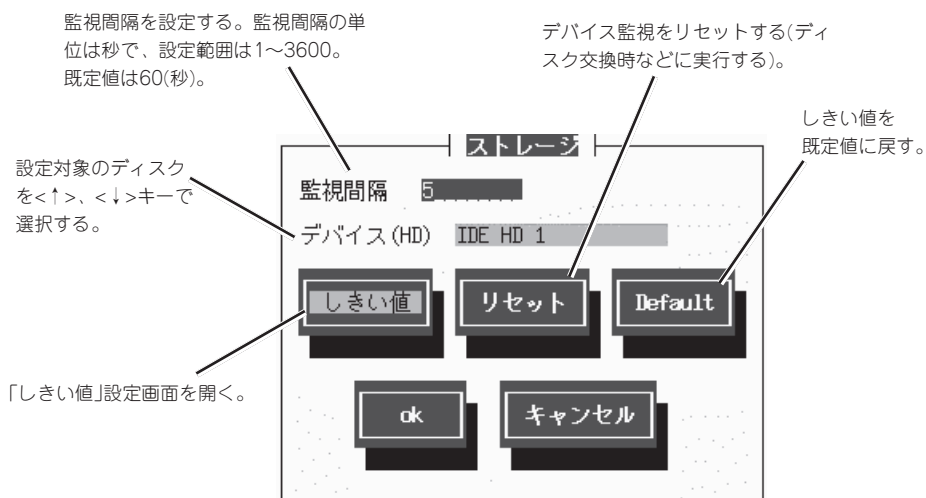 監視間隔を設定する。監視間隔の単
位は秒で、設定範囲は1〜3600。
既定値は60(秒)。
デバイス監視をリセットする(ディ
スク交換時などに実行する)。
しきい値を
既定値に戻す。
設定対象のディスク
を<↑>、<↓>キーで
選択する。
ストレージ
監視間隔 5
デバイス(HD) IDE HD 1
しきい値 リセット Default
「しきい値」設定画面を開く。
ok キャンセル